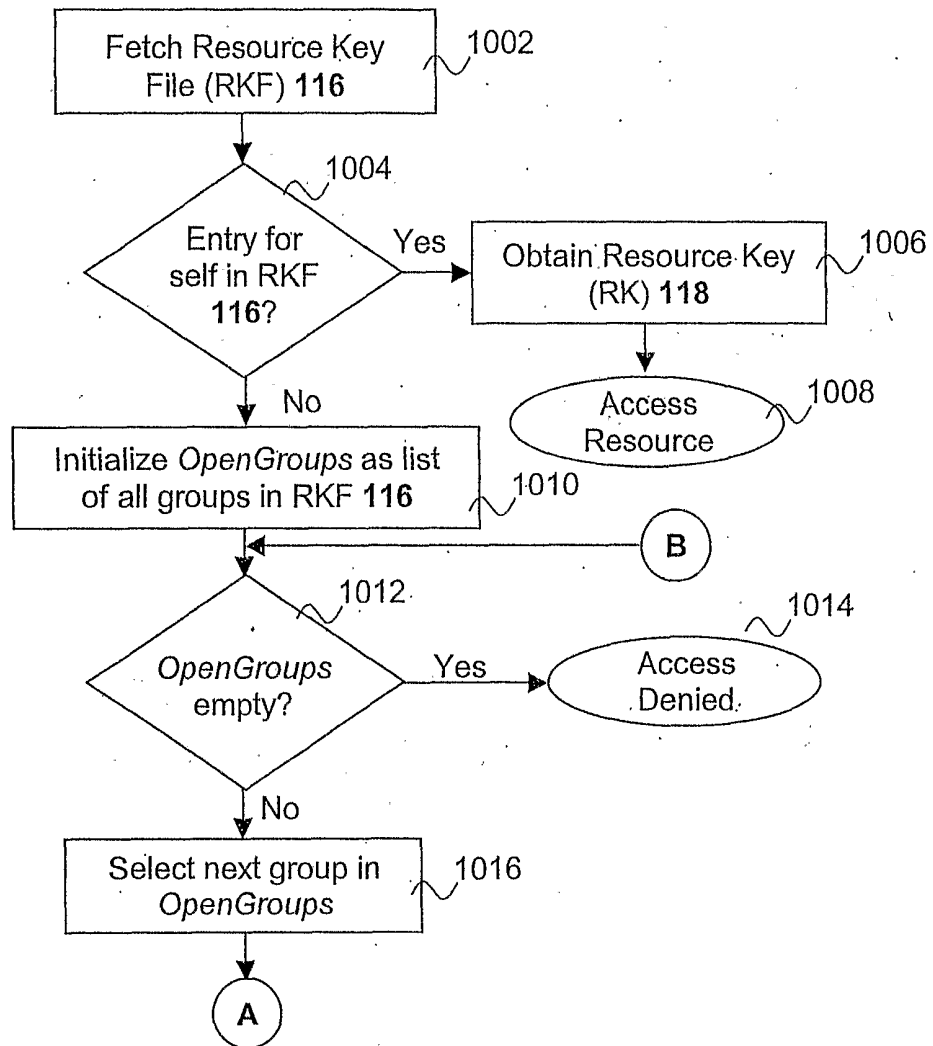 Fetch Resource Key
File (RKF) 116
1002
1004
Entry for
self in RKF
116?
Yes
Obtain Resource Key
(RK) 118
1006
No
Access
Resource
1008
Initialize OpenGroups as list
of all groups in RKF 116
1010
B
1012
OpenGroups
empty?
Yes
1014
Access
Denied
No
Select next group in
OpenGroups
1016
A